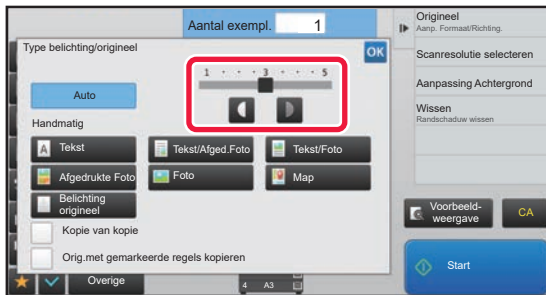 Aantal exempl. 1
Type belichting/origineel
OK
1 · · 3 · · 5
Auto
Handmatig
A Tekst
Tekst/Afged.Foto
Tekst/Foto
Afgedrukte Foto
Foto
Map
Belichting
origineel
Kopie van kopie
Orig.met gemarkeerde regels kopieren
Overige
4 A3
Origineel
Aanp. Formaat/Richting.
Scanresolutie selecteren
Aanpassing Achtergrond
Wissen
Randschaduw wissen
Voorbeeld-
weergave
CA
Start